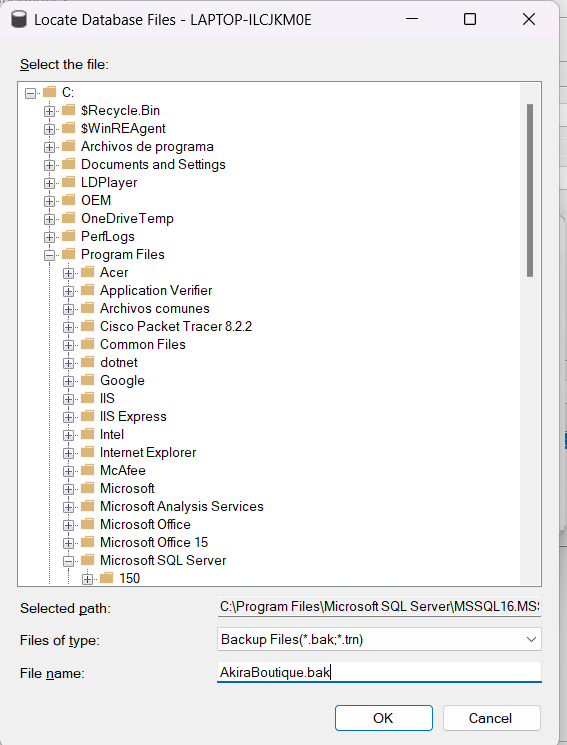 Locate Database Files - LAPTOP-ILCJKM0E
Select the file:
C:
$Recycle.Bin
$WinREAgent
Archivos de programa
Documents and Settings
LDPlayer
OEM
OneDriveTemp
PerfLogs
Program Files
Acer
Application Verifier
Archivos comunes
Cisco Packet Tracer 8.2.2
Common Files
dotnet
Google
IIS
IIS Express
Intel
Internet Explorer
McAfee
Microsoft
Microsoft Analysis Services
Microsoft Office
Microsoft Office 15
Microsoft SQL Server
150
Selected path: C:\Program Files\Microsoft SQL Server\MSSQL16.MS
Files of type: Backup Files(*.bak;*.trn)
File name: AkiraBoutique.bak
OK Cancel